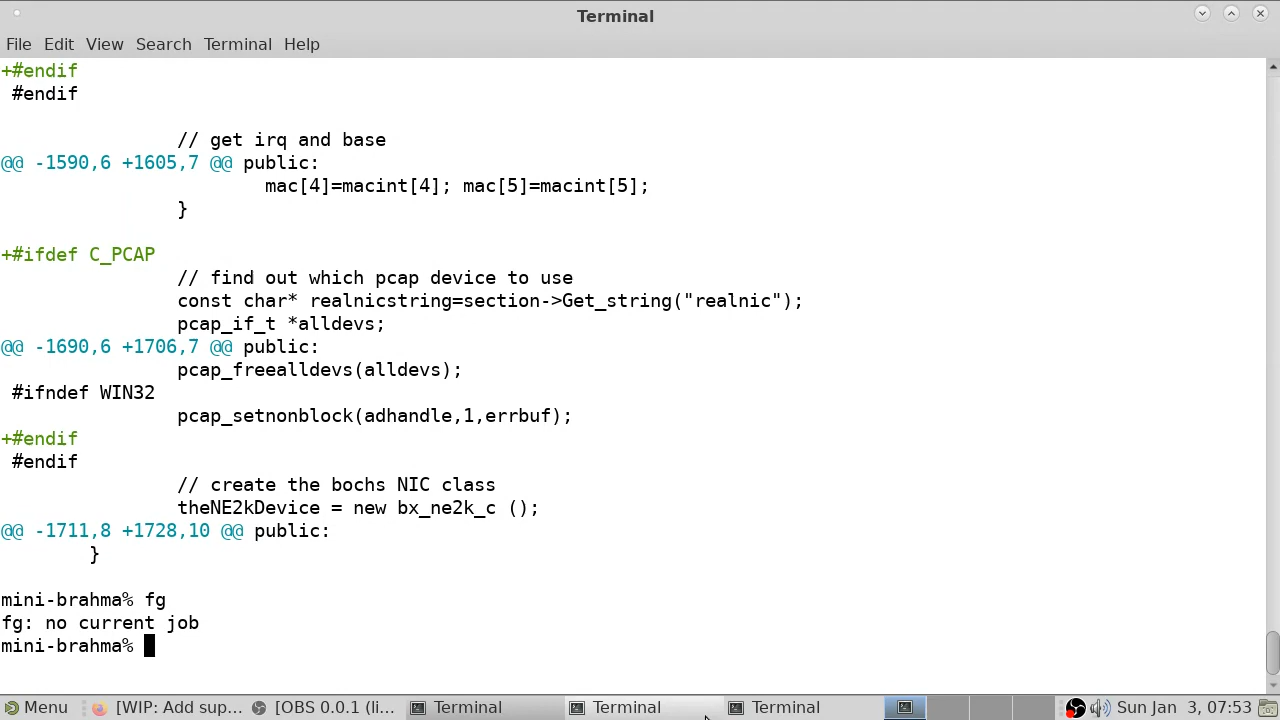 Terminal
File Edit View Search Terminal Help
+#endif
#endif
// get irq and base
@@ -1590,6 +1605,7 @@ public:
mac[4]=macint[4]; mac[5]=macint[5];
}
+#ifdef C_PCAP
// find out which pcap device to use
const char* realnicstring=section->Get_string("realnic");
pcap_if_t *alldevs;
@@ -1690,6 +1706,7 @@ public:
pcap_freealldevs(alldevs);
#ifndef WIN32
pcap_setnonblock(adhandle,1,errbuf);
+#endif
#endif
// create the bochs NIC class
theNE2kDevice = new bx_ne2k_c ();
@@ -1711,8 +1728,10 @@ public:
}
mini-brahma% fg
fg: no current job
mini-brahma%
Menu [WIP: Add sup... [OBS 0.0.1 (li... Terminal Terminal Terminal Sun Jan 3, 07:53